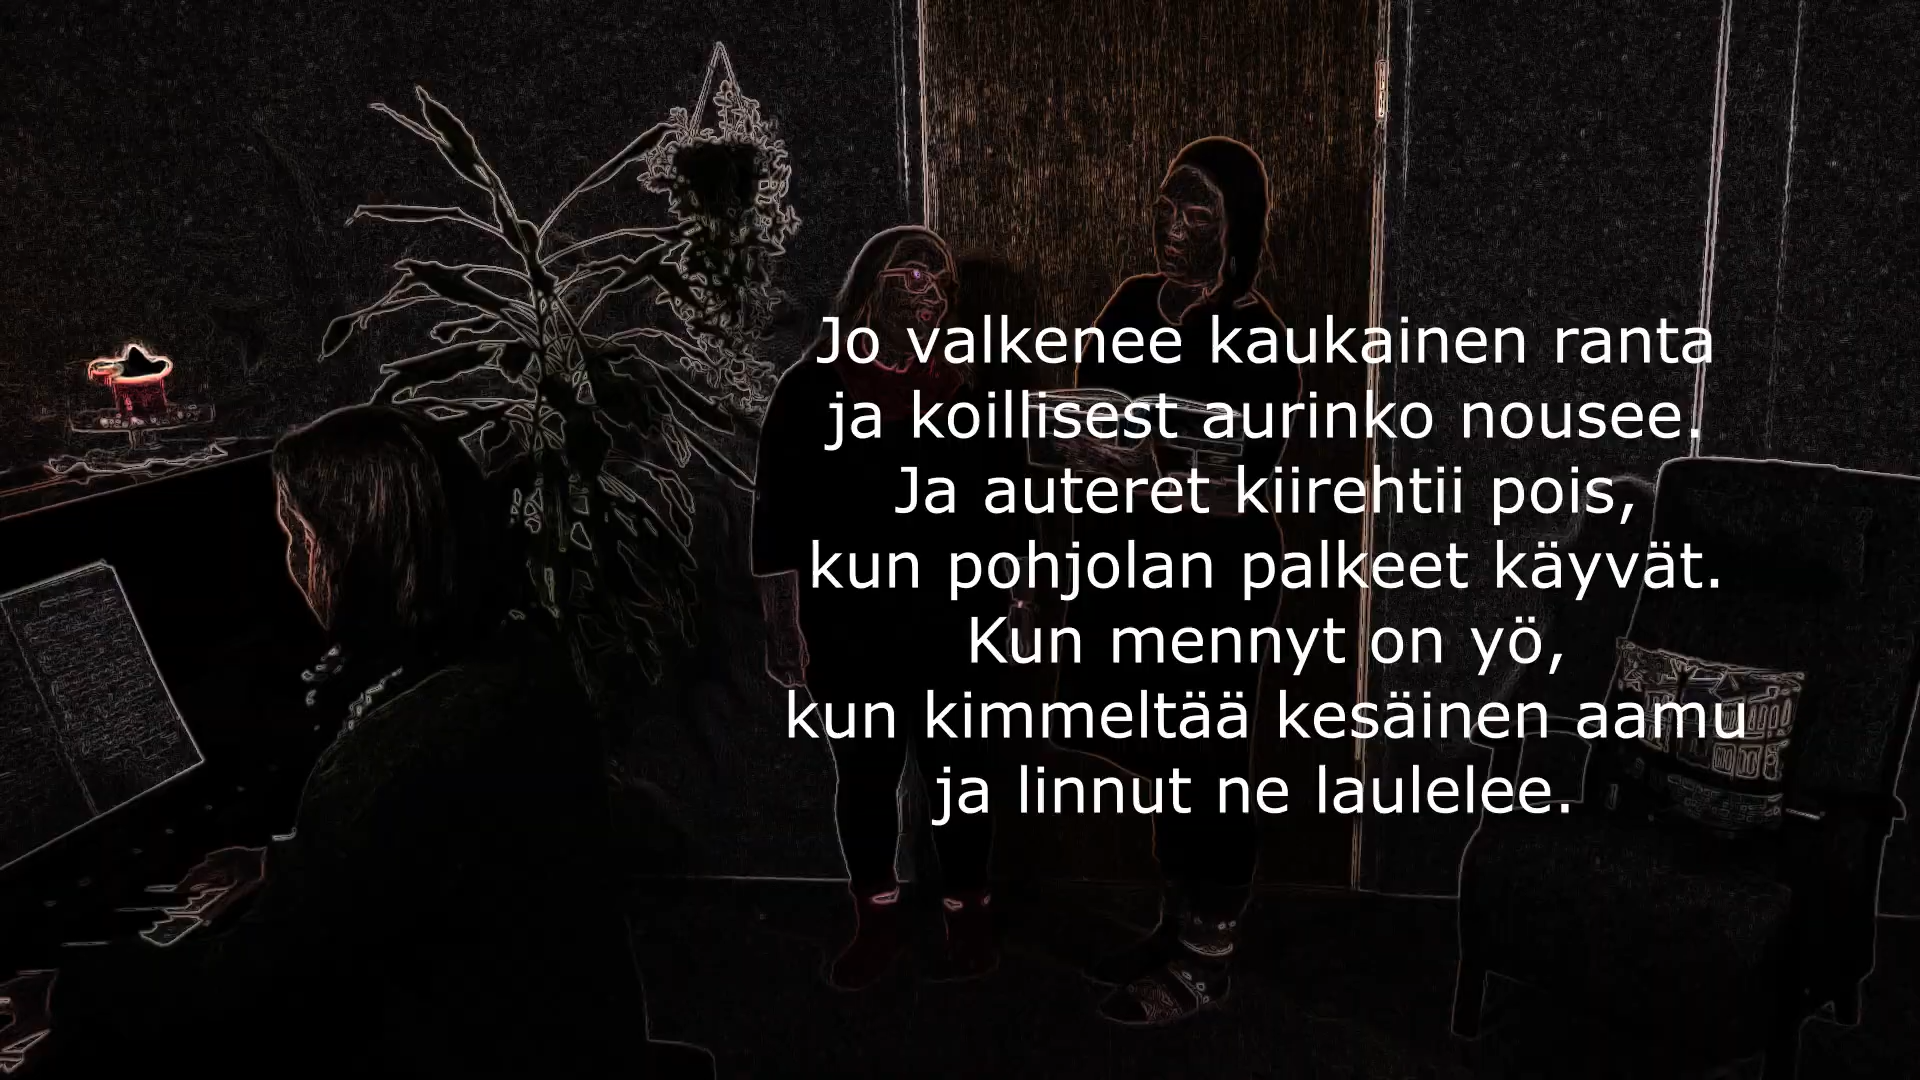 Jo valkenee kaukainen ranta
ja koillisest aurinko nousee.
Ja auteret kiirehtii pois,
kun pohjolan palkeet käyvät.
Kun mennyt on yö,
kun kimmeltää kesäinen aamu
ja linnut ne laulelee.